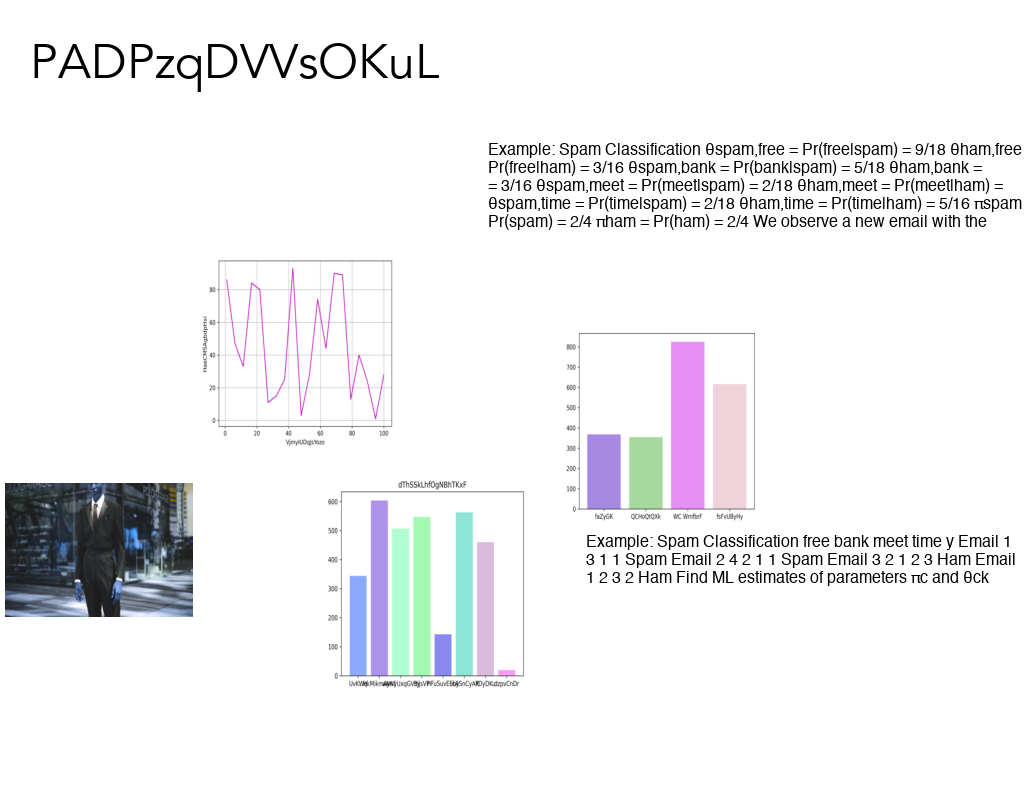 PADPzqDVVsOKuL
Example: Spam Classification θspam,free = Pr(free|spam) = 9/18 θham,free
Pr(free|ham) = 3/16 θspam,bank = Pr(bank|spam) = 5/18 θham,bank =
= 3/16 θspam,meet = Pr(meet|spam) = 2/18 θham,meet = Pr(meet|ham) =
θspam,time = Pr(time|spam) = 2/18 θham,time = Pr(time|ham) = 5/16 πspam
Pr(spam) = 2/4 πham = Pr(ham) = 2/4 We observe a new email with the
80
60
40
20
0
0 20 40 60 80 100
800
700
600
500
400
300
200
100
0
faZyGK QCHoQtQXk WC WmfbrF fsFvUByHy
dThSSkLhfOgNBhTKxF
600
500
400
300
200
100
0
Example: Spam Classification free bank meet time y Email 1
3 1 1 Spam Email 2 4 2 1 1 Spam Email 3 2 1 2 3 Ham Email
1 2 3 2 Ham Find ML estimates of parameters πc and θck